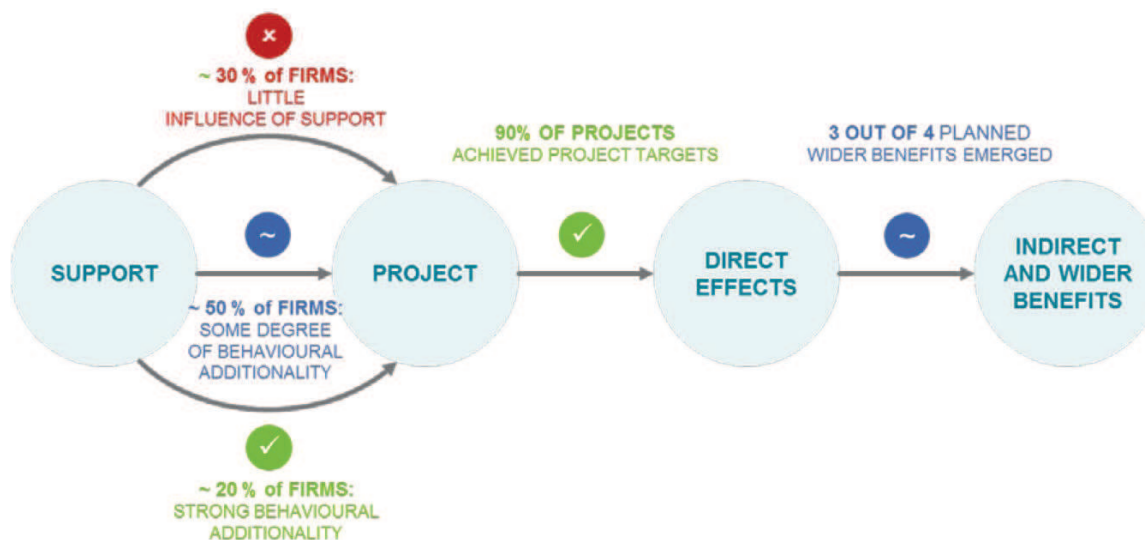 ×
~ 30 % of FIRMS:
LITTLE
INFLUENCE OF SUPPORT
90% OF PROJECTS
ACHIEVED PROJECT TARGETS
3 OUT OF 4 PLANNED
WIDER BENEFITS EMERGED
SUPPORT
~
PROJECT
✓
DIRECT
EFFECTS
~
INDIRECT
AND WIDER
BENEFITS
~ 50 % of FIRMS:
SOME DEGREE
OF BEHAVIOURAL
ADDITIONALITY
✓
~ 20 % of FIRMS:
STRONG BEHAVIOURAL
ADDITIONALITY